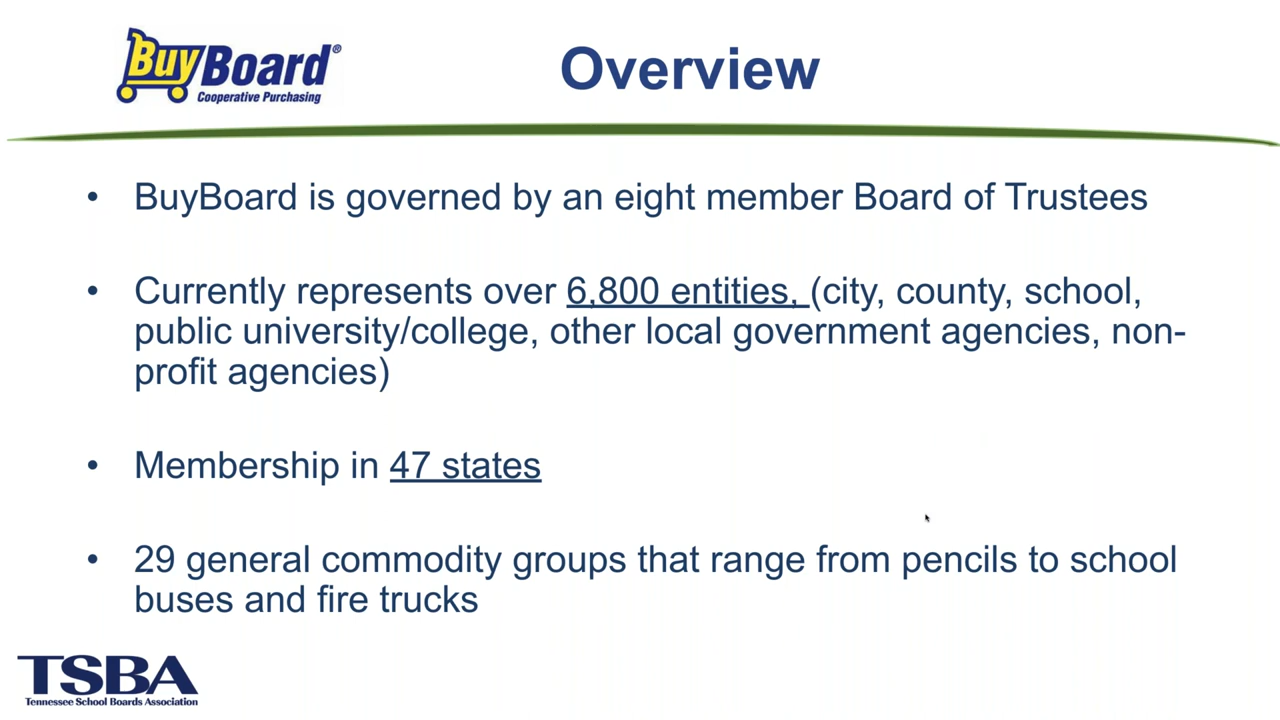 BuyBoard®
Cooperative Purchasing
Overview
• BuyBoard is governed by an eight member Board of Trustees
• Currently represents over 6,800 entities, (city, county, school,
public university/college, other local government agencies, non-
profit agencies)
• Membership in 47 states
• 29 general commodity groups that range from pencils to school
buses and fire trucks
TSBA
Tennessee School Boards Association